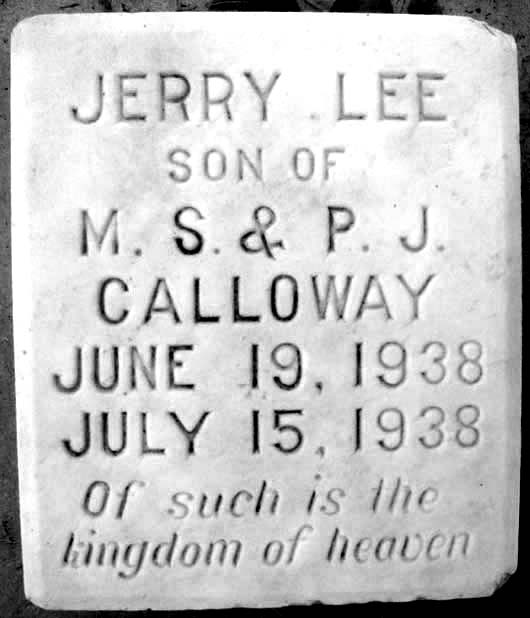 JERRY LEE
SON OF
M. S. & P. J.
CALLOWAY
JUNE 19, 1938
JULY 15, 1938
Of such is the
kingdom of heaven